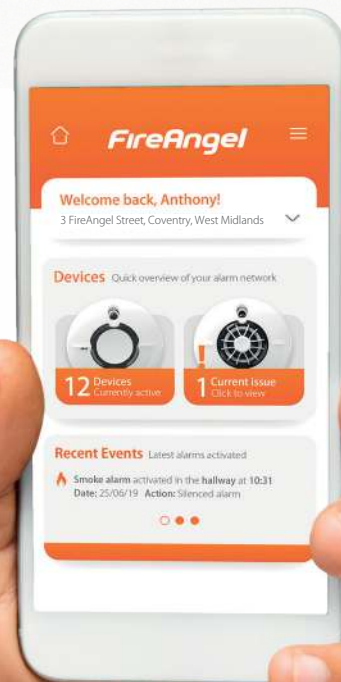 FireAngel
Welcome back, Anthony!
3 FireAngel Street, Coventry, West Midlands
Devices Quick overview of your alarm network
12 Devices
Currently active
! 1 Current issue
Click to view
Recent Events Latest alarms activated
Smoke alarm activated in the hallway at 10:31
Date: 25/06/19 Action: Silenced alarm